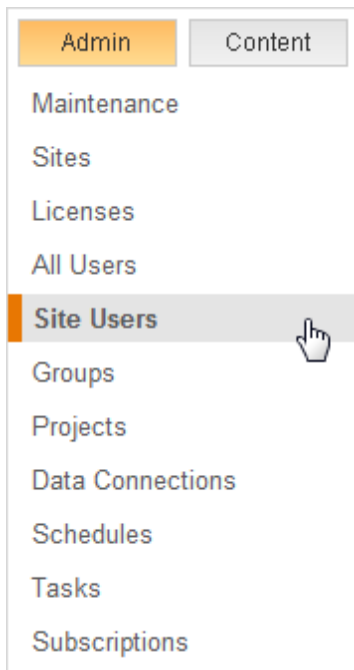 Admin Content
Maintenance
Sites
Licenses
All Users
Site Users
Groups
Projects
Data Connections
Schedules
Tasks
Subscriptions